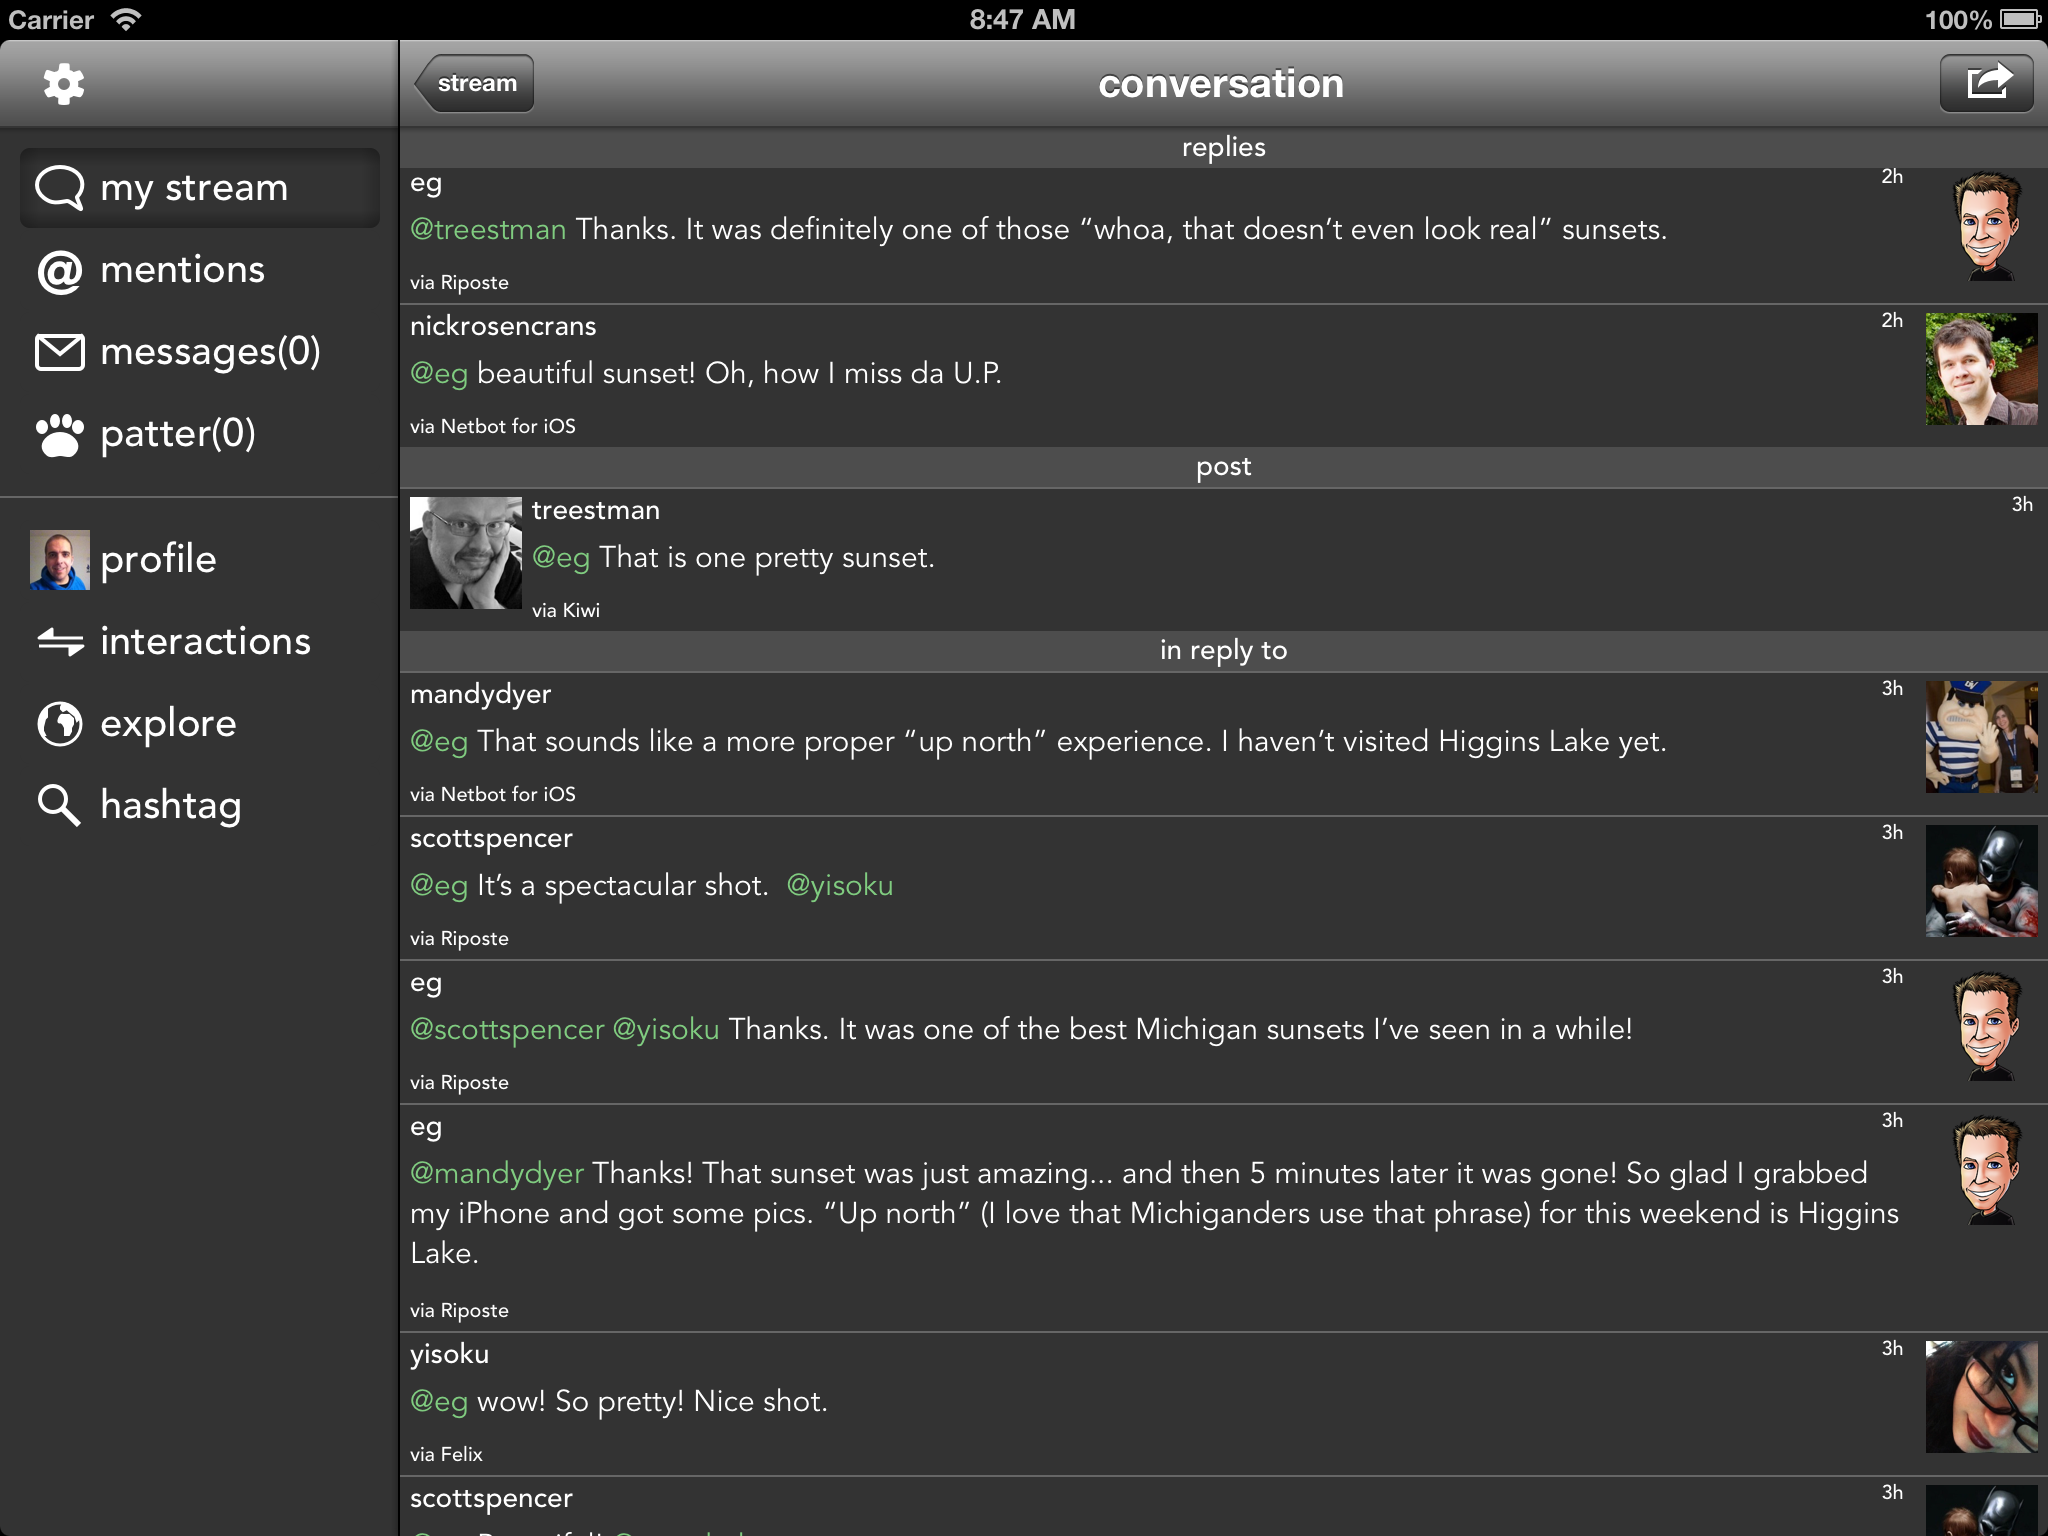 Carrier
8:47 AM
100%
stream
conversation
my stream
mentions
messages(0)
patter(0)
profile
interactions
explore
hashtag
replies
eg
2h
@treestman Thanks. It was definitely one of those “whoa, that doesn’t even look real” sunsets.
via Riposte
nickrosencrans
2h
@eg beautiful sunset! Oh, how I miss da U.P.
via Netbot for iOS
post
treestman
3h
@eg That is one pretty sunset.
via Kiwi
in reply to
mandydyer
3h
@eg That sounds like a more proper “up north” experience. I haven’t visited Higgins Lake yet.
via Netbot for iOS
scottspencer
3h
@eg It’s a spectacular shot.  @yisoku
via Riposte
eg
3h
@scottspencer @yisoku Thanks. It was one of the best Michigan sunsets I’ve seen in a while!
via Riposte
eg
3h
@mandydyer Thanks! That sunset was just amazing... and then 5 minutes later it was gone! So glad I grabbed
my iPhone and got some pics. “Up north” (I love that Michiganders use that phrase) for this weekend is Higgins
Lake.
via Riposte
yisoku
3h
@eg wow! So pretty! Nice shot.
via Felix
scottspencer
3h